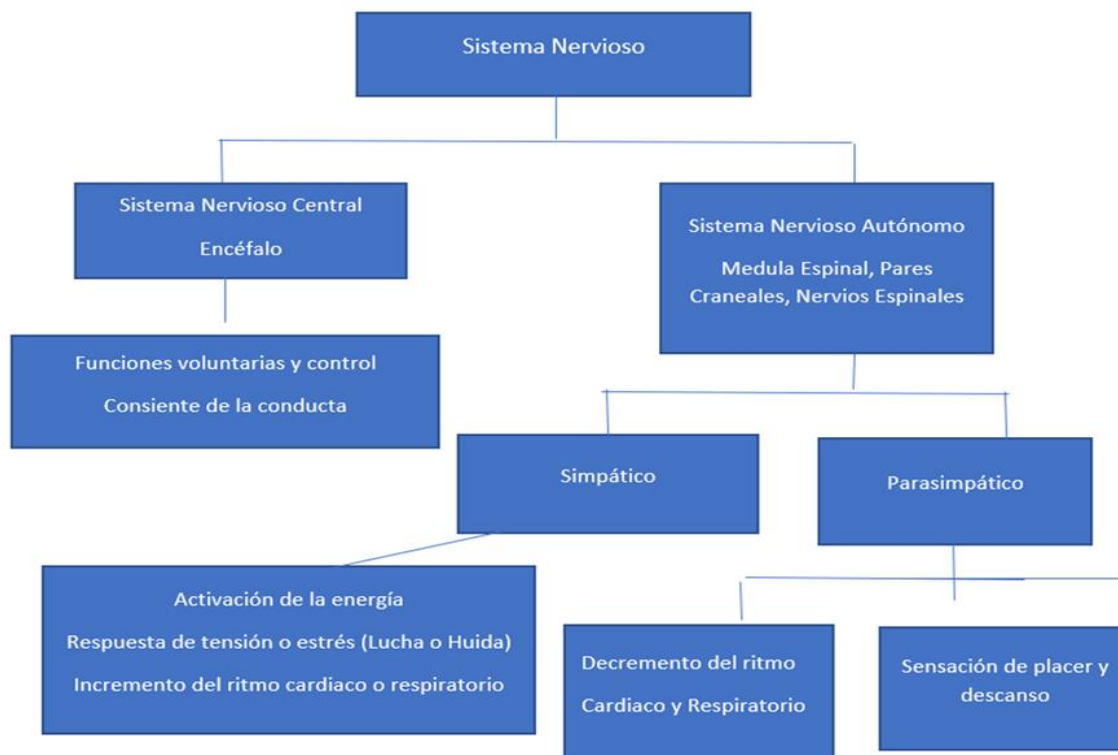 Sistema Nervioso
Sistema Nervioso Central
Encéfalo
Sistema Nervioso Autónomo
Medula Espinal, Pares
Craneales, Nervios Espinales
Funciones voluntarias y control
Consiente de la conducta
Simpático
Parasimpático
Activación de la energía
Respuesta de tensión o estrés (Lucha o Huida)
Incremento del ritmo cardiaco o respiratorio
Decremento del ritmo
Cardiaco y Respiratorio
Sensación de placer y
descanso